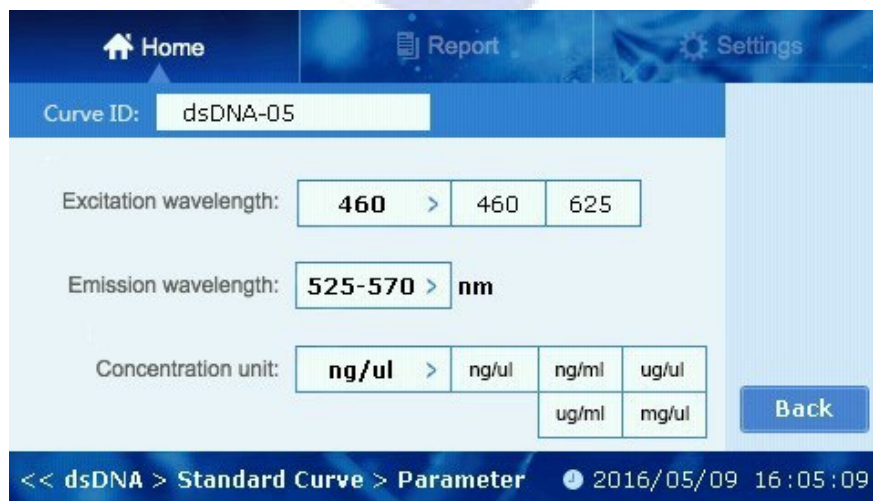 Home Report Settings
Curve ID: dsDNA-05
Excitation wavelength: 460 > 460 625
Emission wavelength: 525-570 > nm
Concentration unit: ng/ul > ng/ul ng/ml ug/ul
ug/ml mg/ul
Back
<< dsDNA > Standard Curve > Parameter 2016/05/09 16:05:09